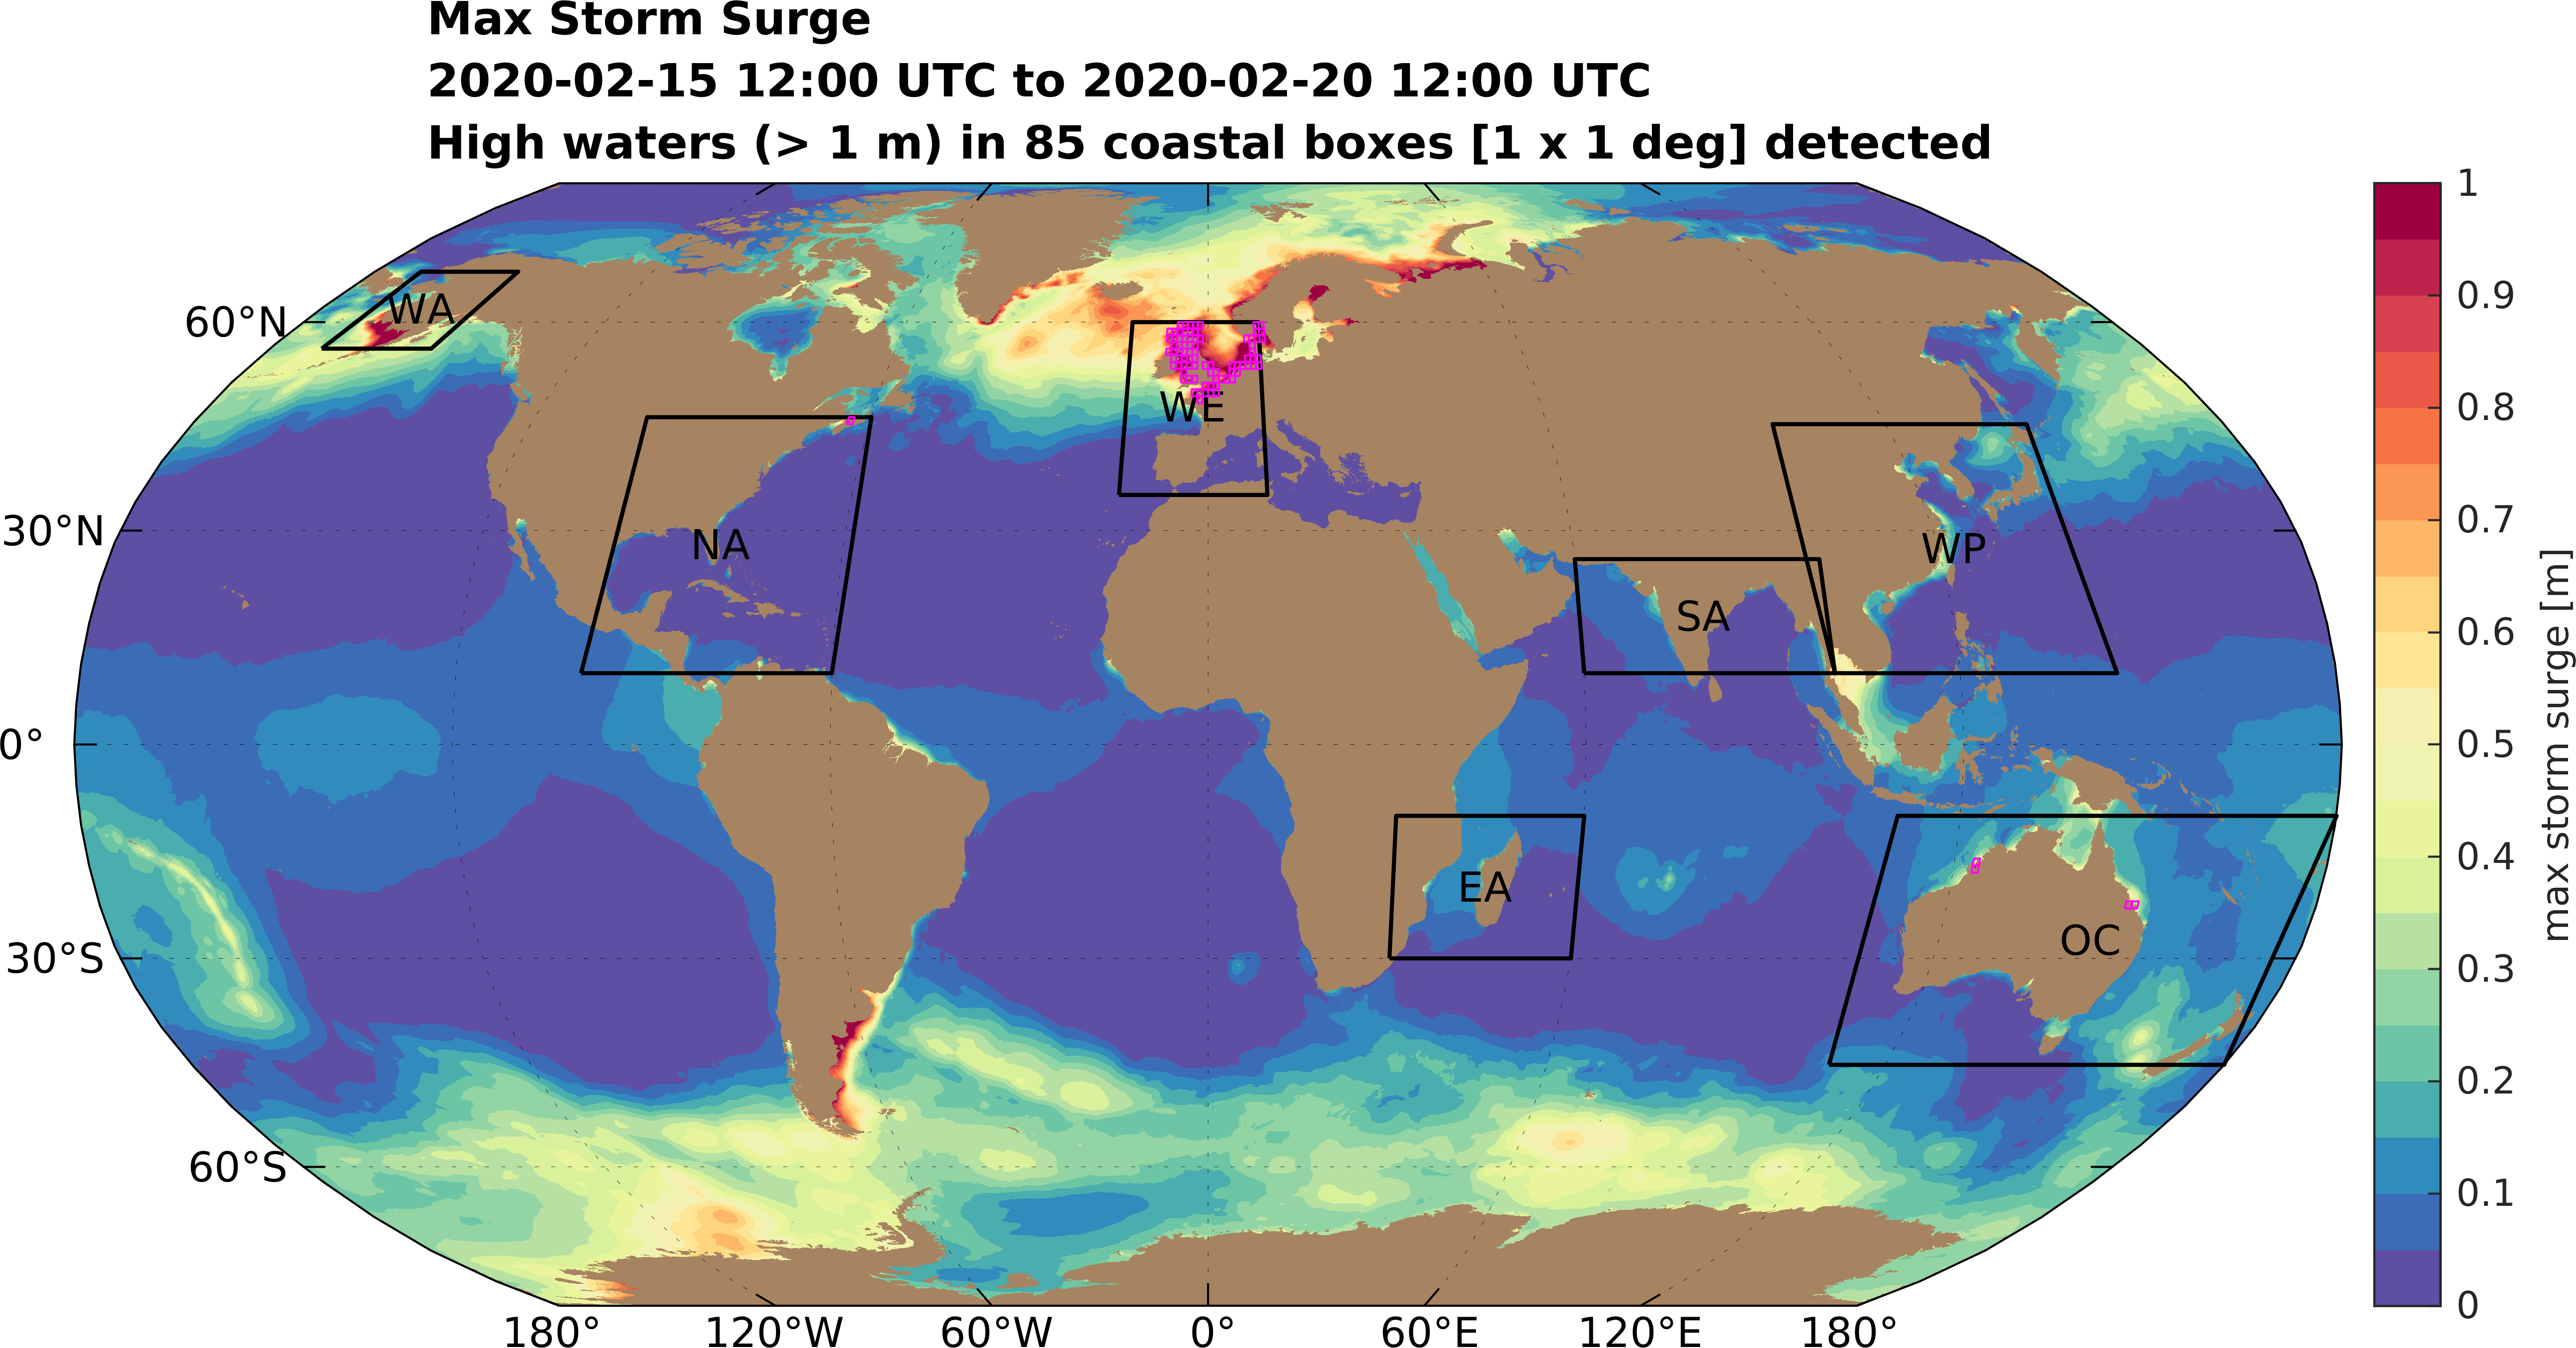 Max Storm Surge
2020-02-15 12:00 UTC to 2020-02-20 12:00 UTC
High waters (> 1 m) in 85 coastal boxes [1 x 1 deg] detected
60°N
30°N
0°
30°S
60°S
WA
NA
WE
SA
WP
EA
OC
180°
120°W
60°W
0°
60°E
120°E
180°
1
0.9
0.8
0.7
0.6
0.5
0.4
0.3
0.2
0.1
0
max storm surge [m]